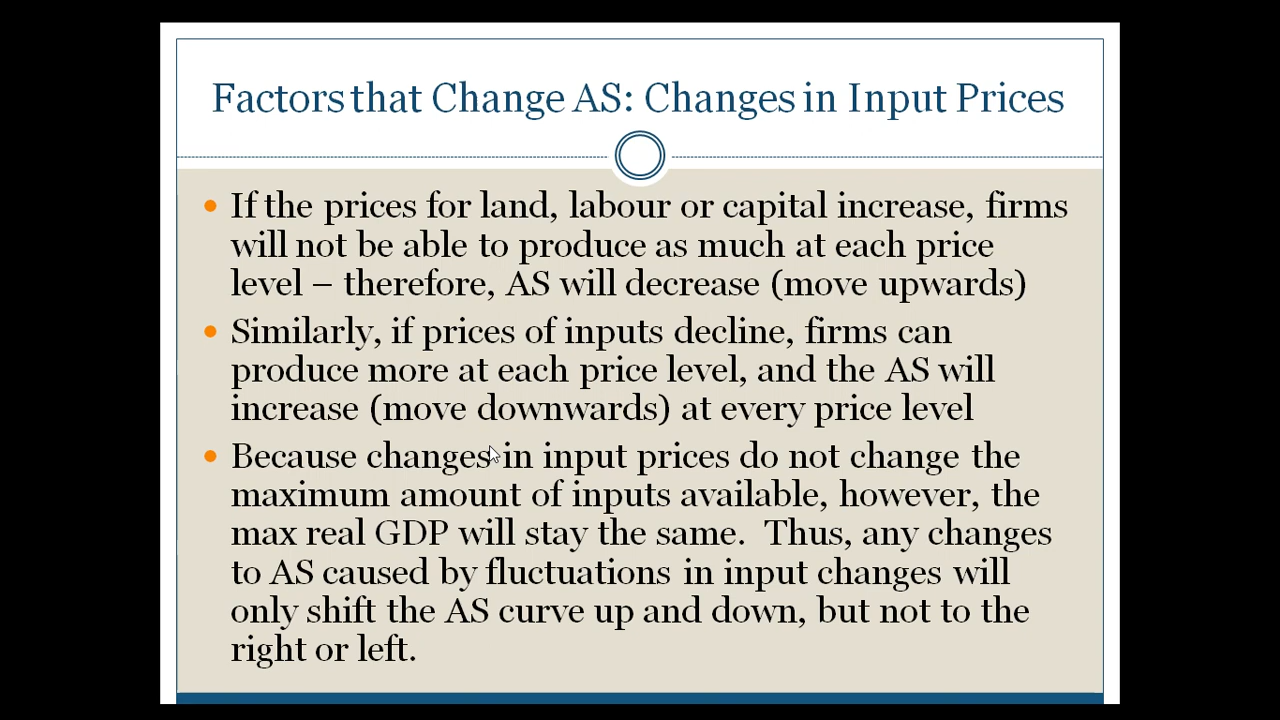 Factors that Change AS: Changes in Input Prices
• If the prices for land, labour or capital increase, firms
will not be able to produce as much at each price
level – therefore, AS will decrease (move upwards)
• Similarly, if prices of inputs decline, firms can
produce more at each price level, and the AS will
increase (move downwards) at every price level
• Because changes in input prices do not change the
maximum amount of inputs available, however, the
max real GDP will stay the same.  Thus, any changes
to AS caused by fluctuations in input changes will
only shift the AS curve up and down, but not to the
right or left.